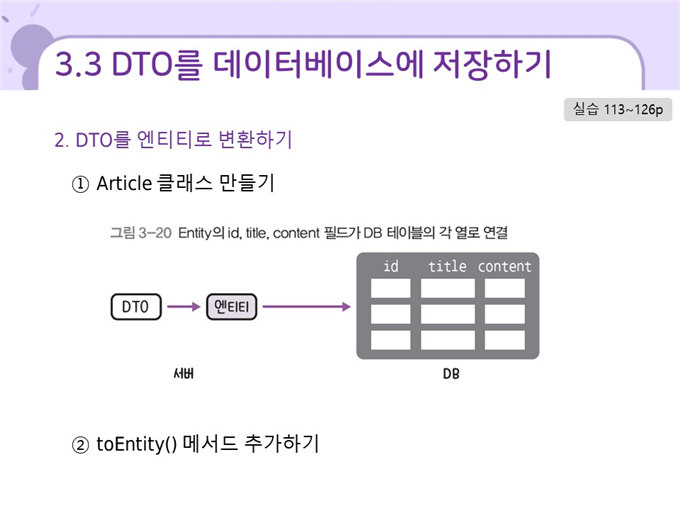 3.3 DTO를 데이터베이스에 저장하기
실습 113~126p
2. DTO를 엔티티로 변환하기
① Article 클래스 만들기
그림 3-20 Entity의 id, title, content 필드가 DB 테이블의 각 열로 연결
id title content
DTO 엔티티
서버 DB
② toEntity() 메서드 추가하기